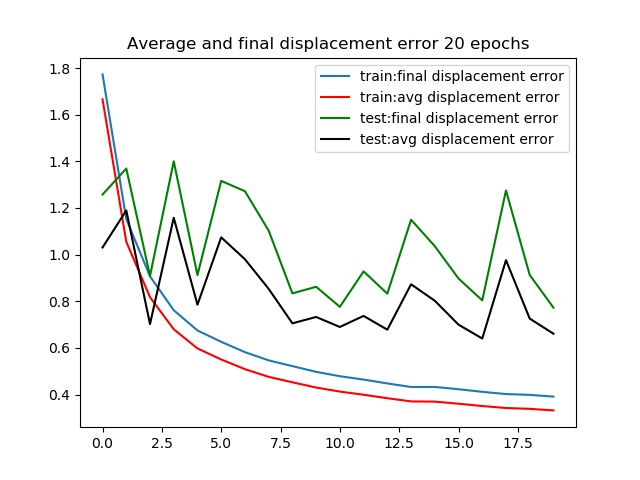 Average and final displacement error 20 epochs
train:final displacement error
train:avg displacement error
test:final displacement error
test:avg displacement error
1.8
1.6
1.4
1.2
1.0
0.8
0.6
0.4
0.0 2.5 5.0 7.5 10.0 12.5 15.0 17.5